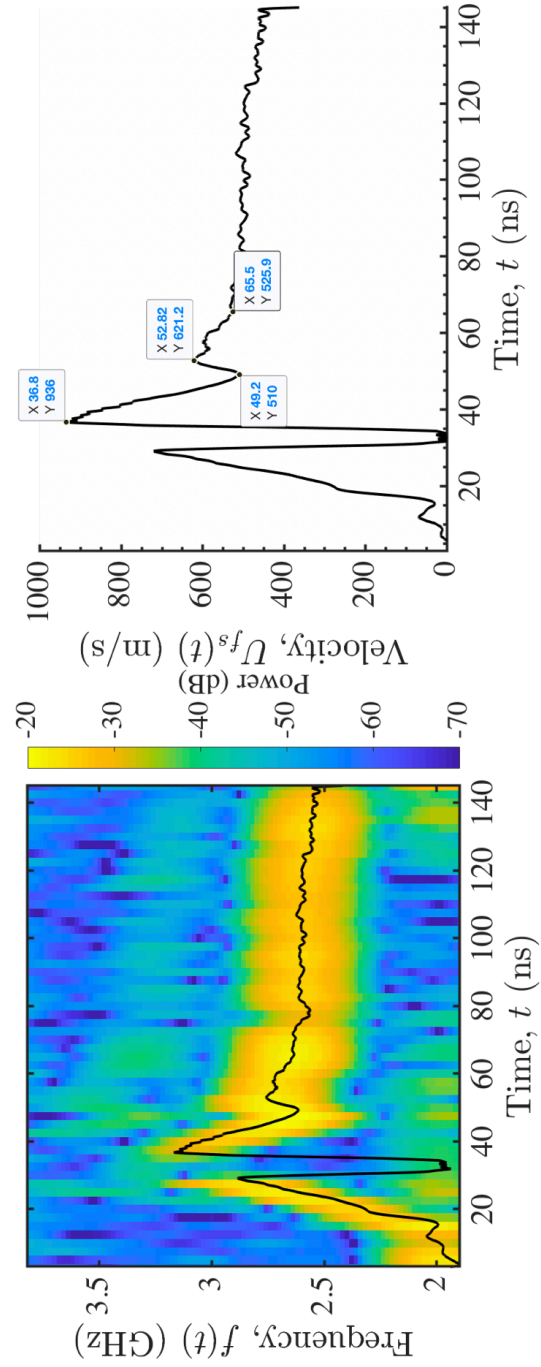 3.5
3
2.5
2
Frequency, f(t) (GHz)
20
40
60
80
100
120
140
Time, t (ns)
-20
-30
-40
-50
-60
-70
Power (dB)
1000
800
600
400
200
0
Velocity, U_{fs}(t) (m/s)
20
40
60
80
100
120
140
Time, t (ns)
X 36.8
Y 936
X 49.2
Y 510
X 52.82
Y 621.2
X 65.5
Y 525.9